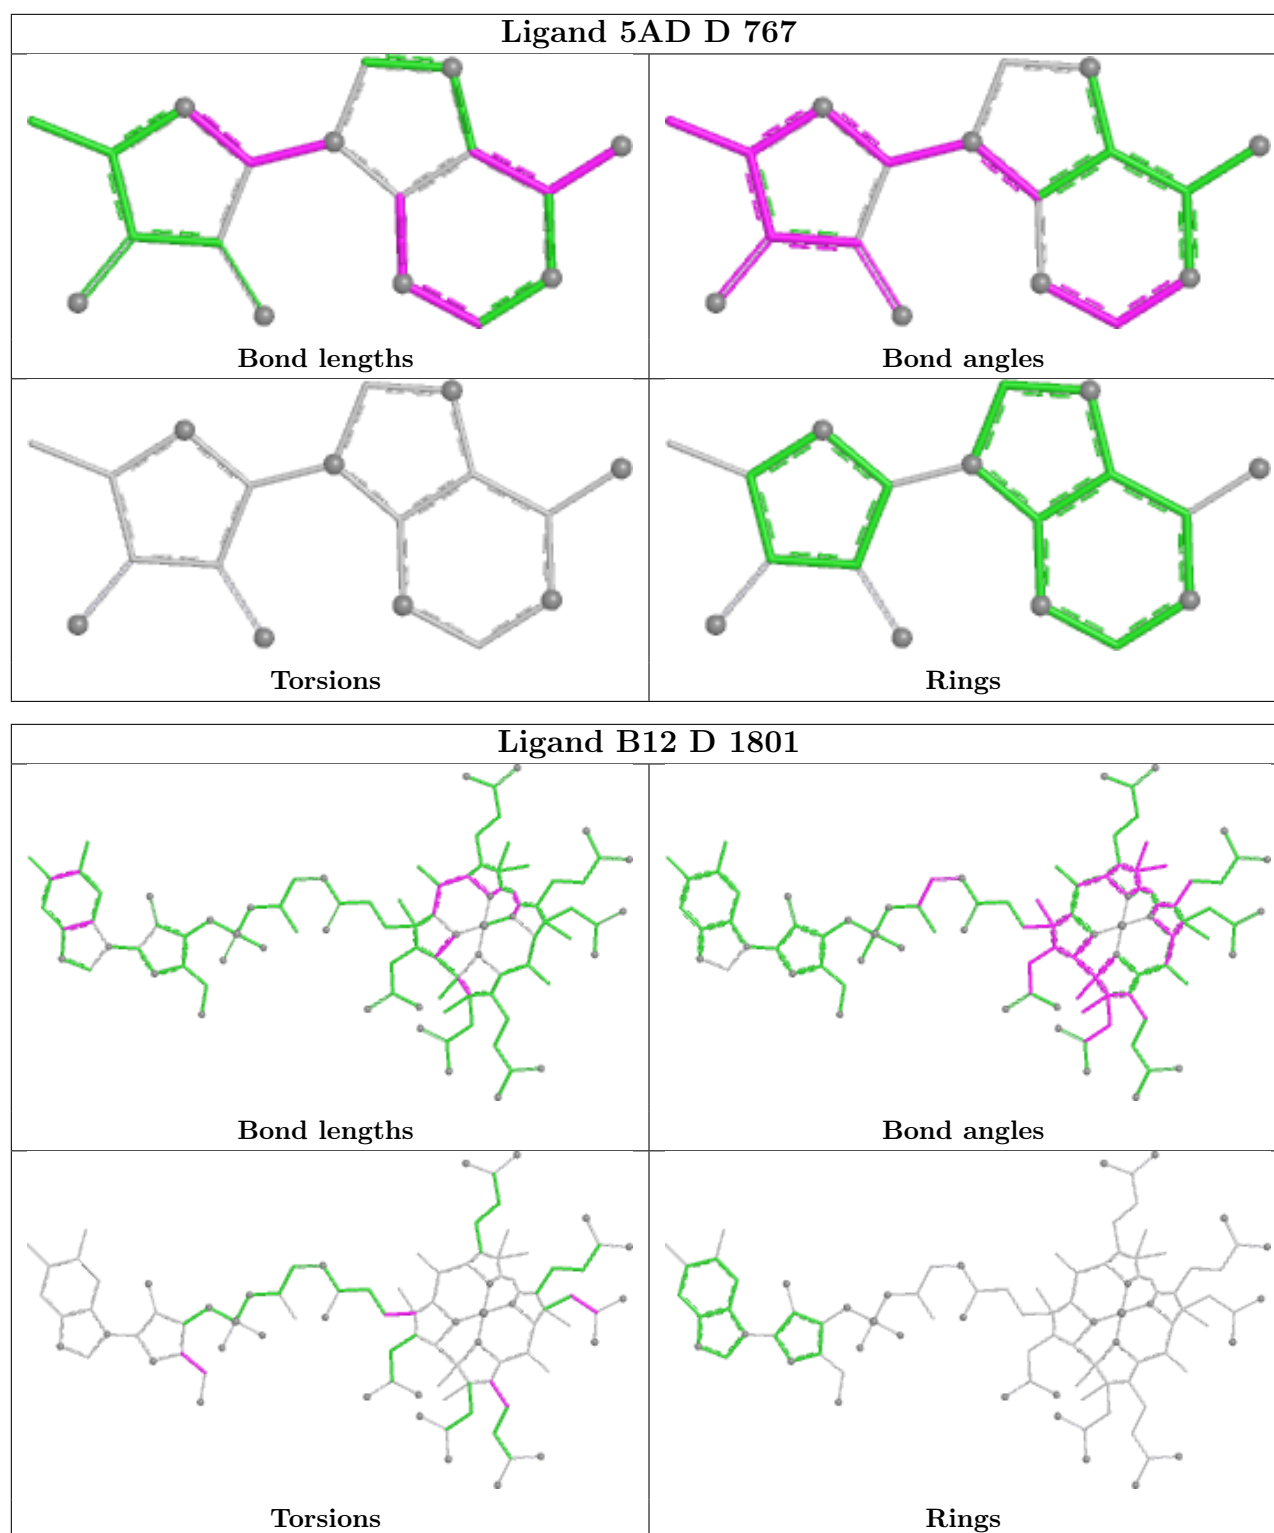 Ligand 5AD D 767
Bond lengths
Bond angles
Torsions
Rings
Ligand B12 D 1801
Bond lengths
Bond angles
Torsions
Rings